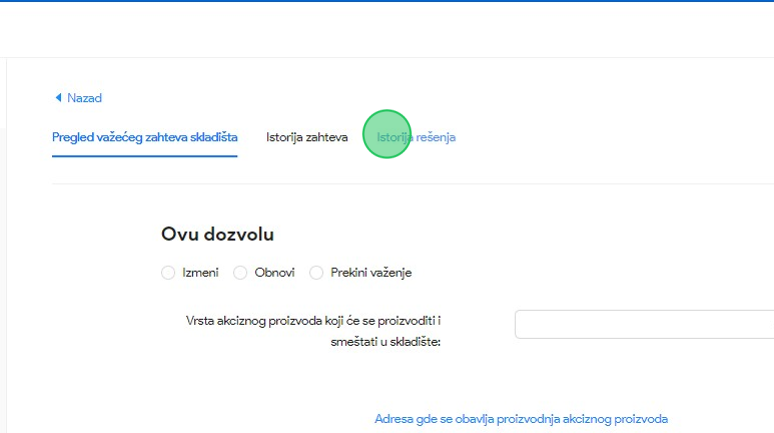 Nazad
Pregled važećeg zahteva skladišta Istorija zahteva Istorija rešenja
Ovu dozvolu
Izmeni Obnovi Prekini važenje
Vrsta akciznog proizvoda koji će se proizvoditi i
smeštati u skladište:
Adresa gde se obavlja proizvodnja akciznog proizvoda